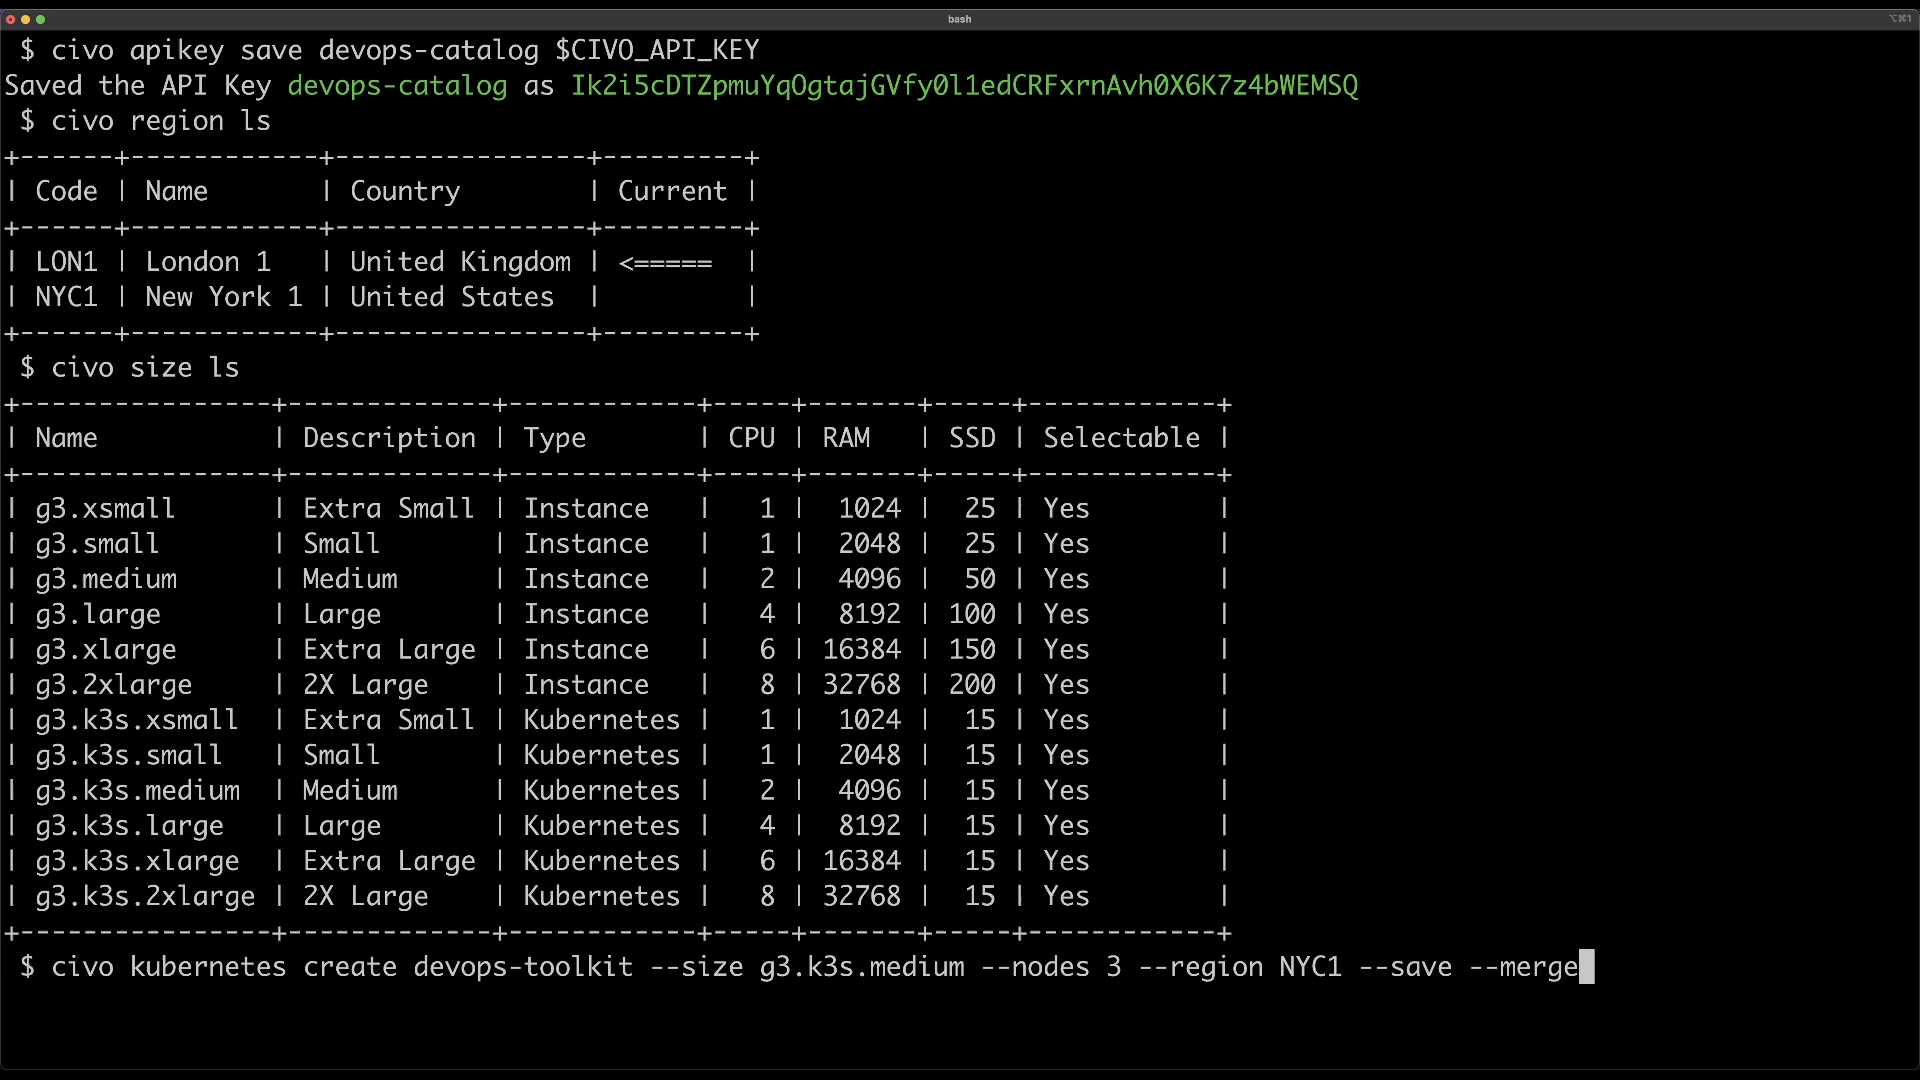 bash
⌥⌘1
$ civo apikey save devops-catalog $CIVO_API_KEY
Saved the API Key devops-catalog as Ik2i5cDTZpmuYqOgtajGVfy0l1edCRFxrnAvh0X6K7z4bWEMSQ
$ civo region ls
+------+------------+----------------+---------+
| Code | Name       | Country        | Current |
+------+------------+----------------+---------+
| LON1 | London 1   | United Kingdom | <=====  |
| NYC1 | New York 1 | United States  |         |
+------+------------+----------------+---------+
$ civo size ls
+----------------+-------------+------------+-----+-------+-----+------------+
| Name           | Description | Type       | CPU | RAM   | SSD | Selectable |
+----------------+-------------+------------+-----+-------+-----+------------+
| g3.xsmall      | Extra Small | Instance   |   1 |  1024 |  25 | Yes        |
| g3.small       | Small       | Instance   |   1 |  2048 |  25 | Yes        |
| g3.medium      | Medium      | Instance   |   2 |  4096 |  50 | Yes        |
| g3.large       | Large       | Instance   |   4 |  8192 | 100 | Yes        |
| g3.xlarge      | Extra Large | Instance   |   6 | 16384 | 150 | Yes        |
| g3.2xlarge     | 2X Large    | Instance   |   8 | 32768 | 200 | Yes        |
| g3.k3s.xsmall  | Extra Small | Kubernetes |   1 |  1024 |  15 | Yes        |
| g3.k3s.small   | Small       | Kubernetes |   1 |  2048 |  15 | Yes        |
| g3.k3s.medium  | Medium      | Kubernetes |   2 |  4096 |  15 | Yes        |
| g3.k3s.large   | Large       | Kubernetes |   4 |  8192 |  15 | Yes        |
| g3.k3s.xlarge  | Extra Large | Kubernetes |   6 | 16384 |  15 | Yes        |
| g3.k3s.2xlarge | 2X Large    | Kubernetes |   8 | 32768 |  15 | Yes        |
+----------------+-------------+------------+-----+-------+-----+------------+
$ civo kubernetes create devops-toolkit --size g3.k3s.medium --nodes 3 --region NYC1 --save --merge